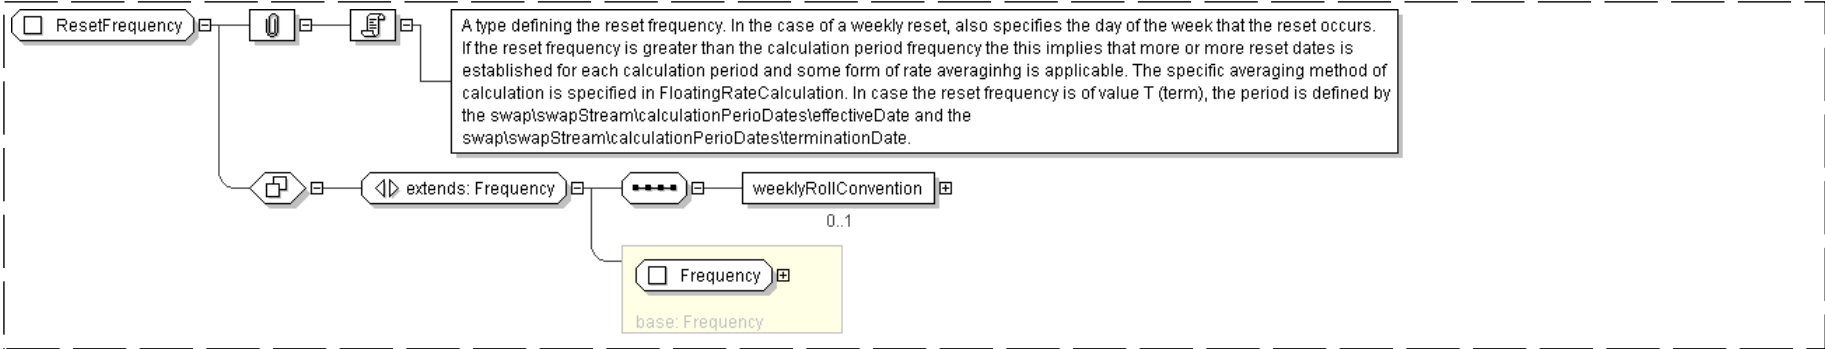 ResetFrequency
A type defining the reset frequency. In the case of a weekly reset, also specifies the day of the week that the reset occurs.
If the reset frequency is greater than the calculation period frequency the this implies that more or more reset dates is
established for each calculation period and some form of rate averaginhg is applicable. The specific averaging method of
calculation is specified in FloatingRateCalculation. In case the reset frequency is of value T (term), the period is defined by
the swap\swapStream\calculationPerioDates\effectiveDate and the
swap\swapStream\calculationPerioDates\terminationDate.
extends: Frequency
weeklyRollConvention
0..1
Frequency
base: Frequency